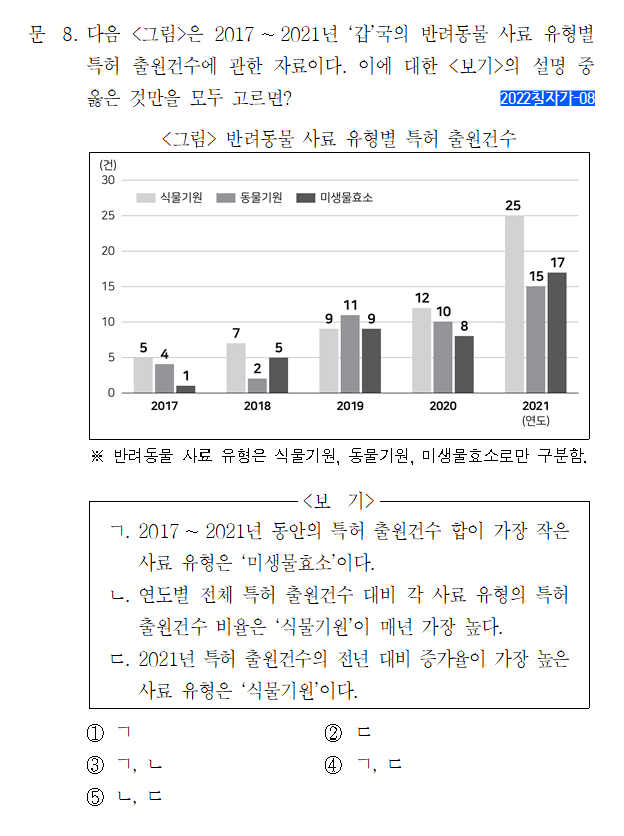 문 8. 다음 <그림>은 2017 ~ 2021년 ‘갑’국의 반려동물 사료 유형별
특허 출원건수에 관한 자료이다. 이에 대한 <보기>의 설명 중
옳은 것만을 모두 고르면?
2022칠자가-08
<그림> 반려동물 사료 유형별 특허 출원건수
(건)
30
식물기원 동물기원 미생물효소
25
25
20
17
15
15
12
11
10
10
9 9
8
7
5
5 5
4
2
1
0
2017 2018 2019 2020 2021
(연도)
※ 반려동물 사료 유형은 식물기원, 동물기원, 미생물효소로만 구분함.
<보 기>
ㄱ. 2017 ~ 2021년 동안의 특허 출원건수 합이 가장 작은
사료 유형은 ‘미생물효소’이다.
ㄴ. 연도별 전체 특허 출원건수 대비 각 사료 유형의 특허
출원건수 비율은 ‘식물기원’이 매년 가장 높다.
ㄷ. 2021년 특허 출원건수의 전년 대비 증가율이 가장 높은
사료 유형은 ‘식물기원’이다.
① ㄱ ② ㄷ
③ ㄱ, ㄴ ④ ㄱ, ㄷ
⑤ ㄴ, ㄷ